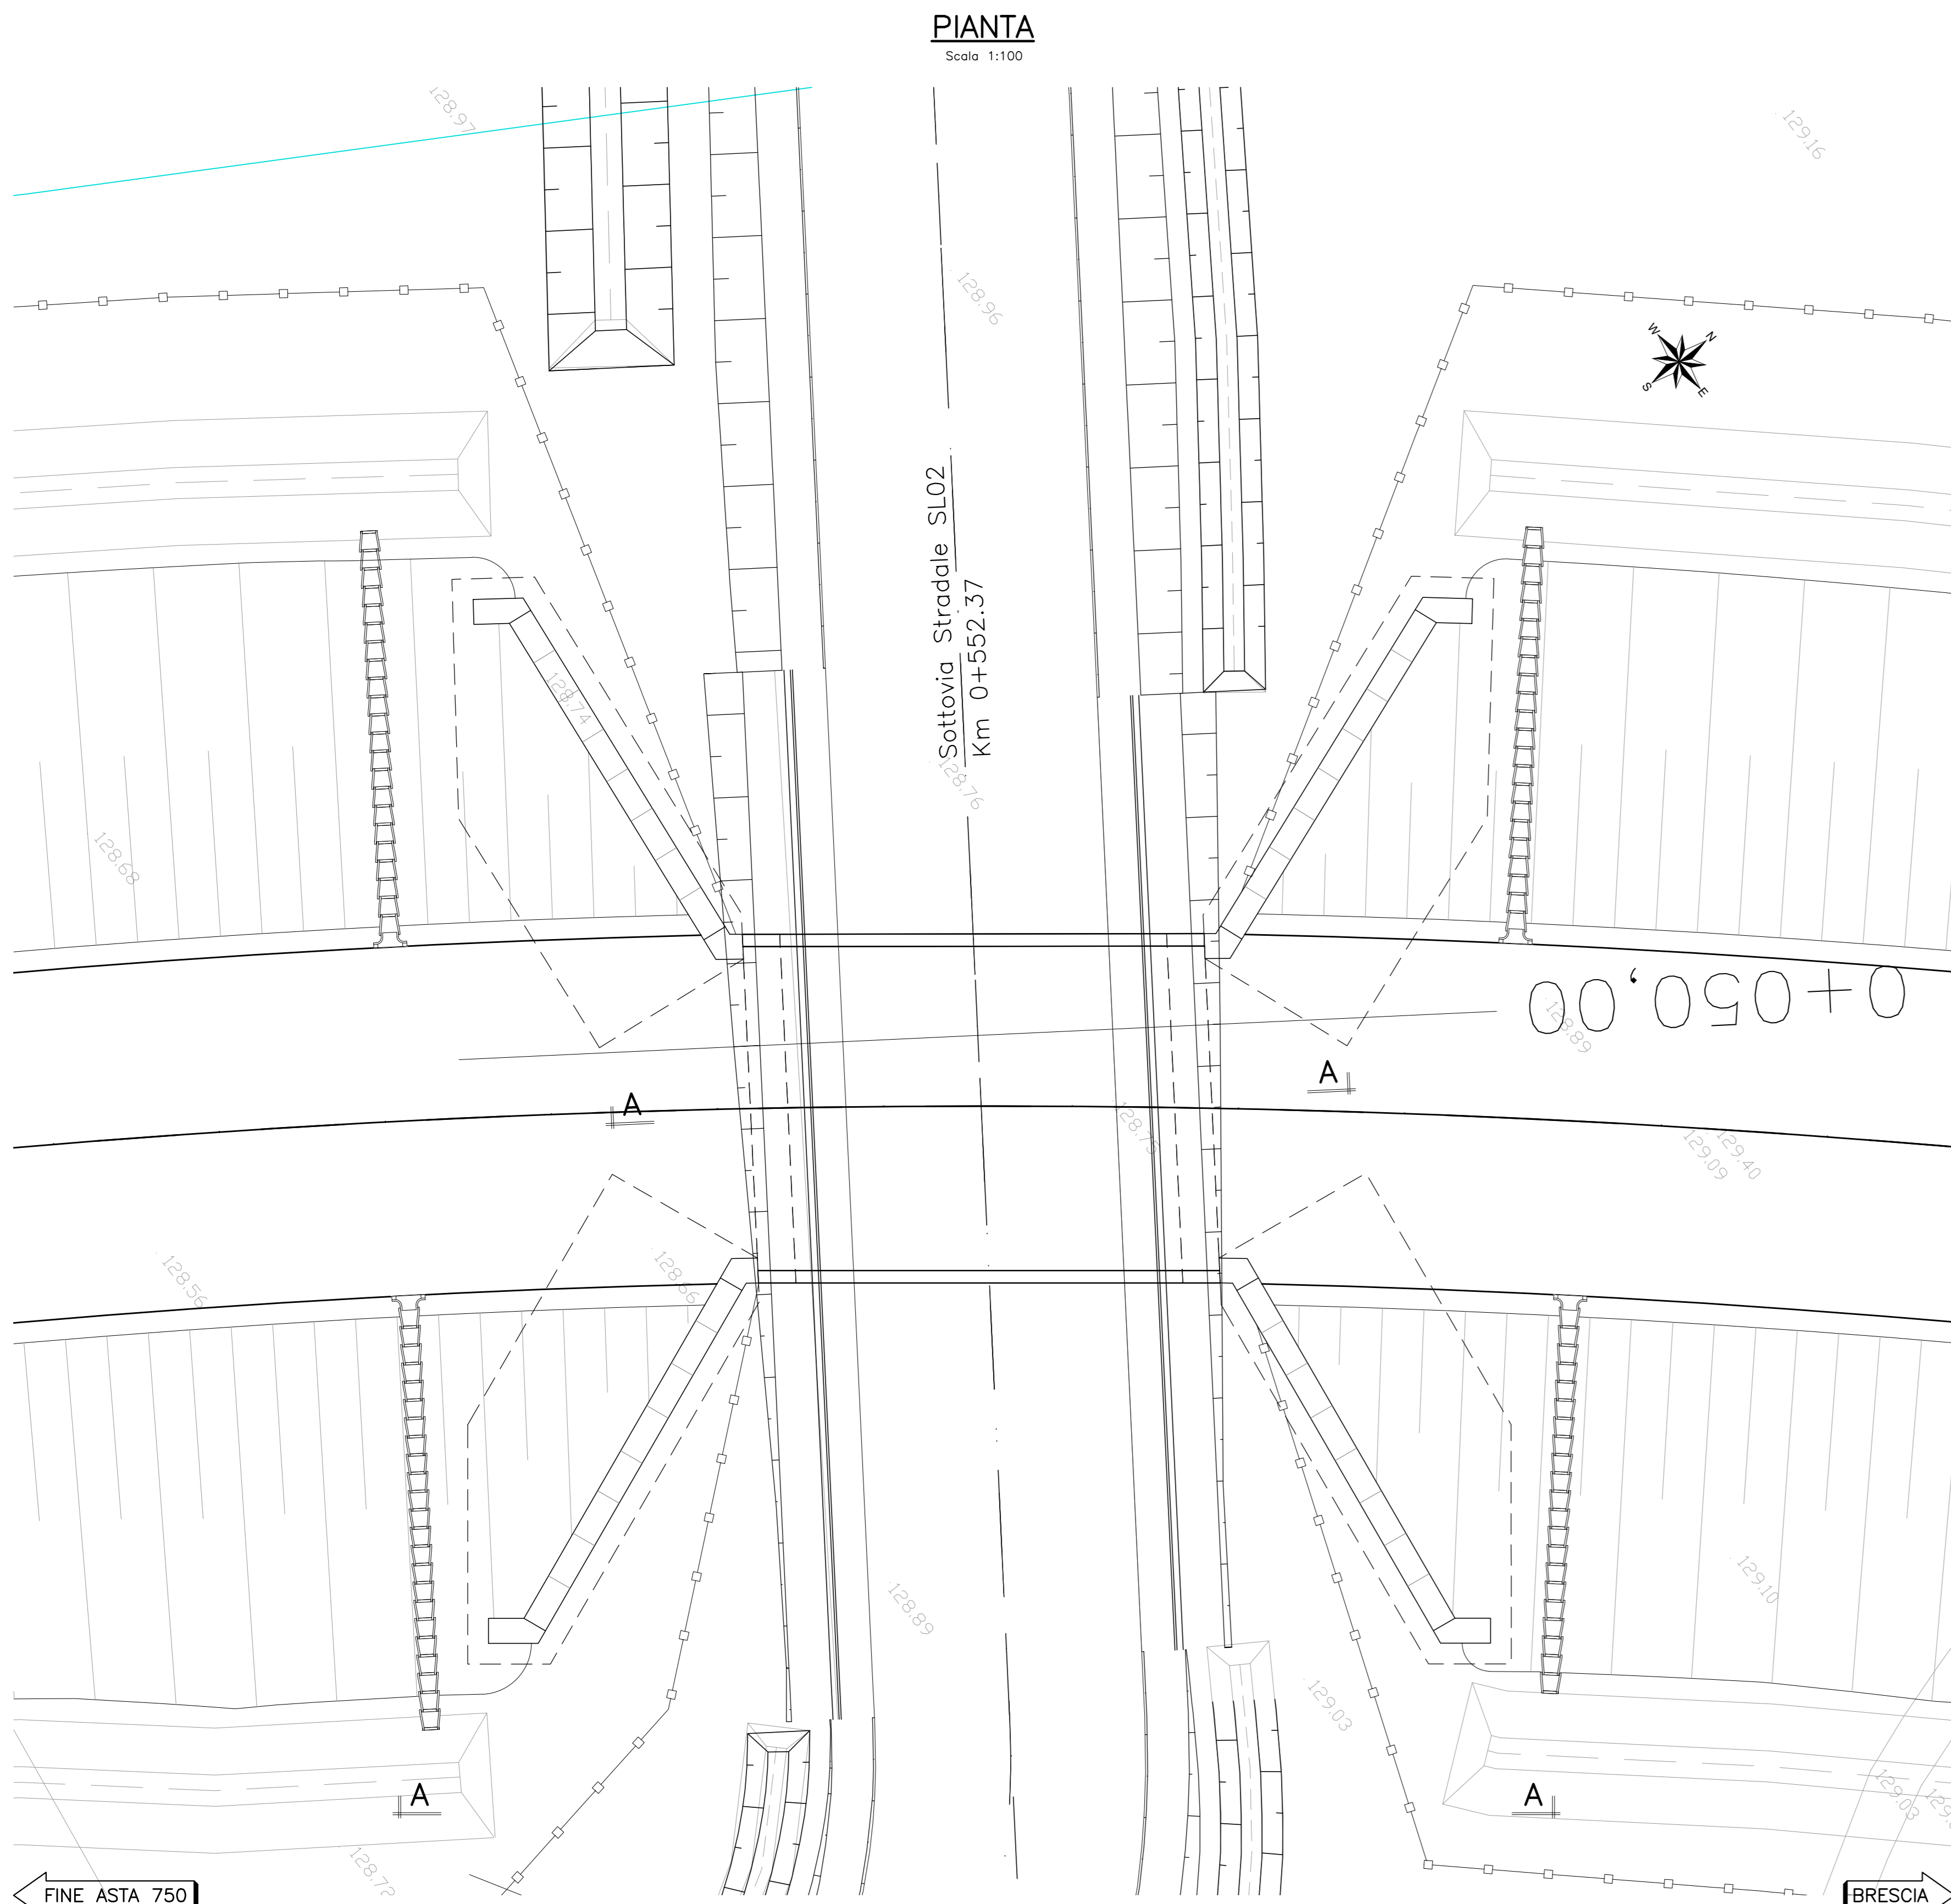 PIANTA
Scala 1:100
128.97
129.16
128.96
W
N
S
E
Sottovia Stradale SL02
Km 0+552.37
128.74
128.76
128.68
0+050,00
128.89
A
A
128.75
129.40
129.09
128.56
128.66
129.10
128.89
129.03
A
A
129.03
128.72
FINE ASTA 750
BRESCIA